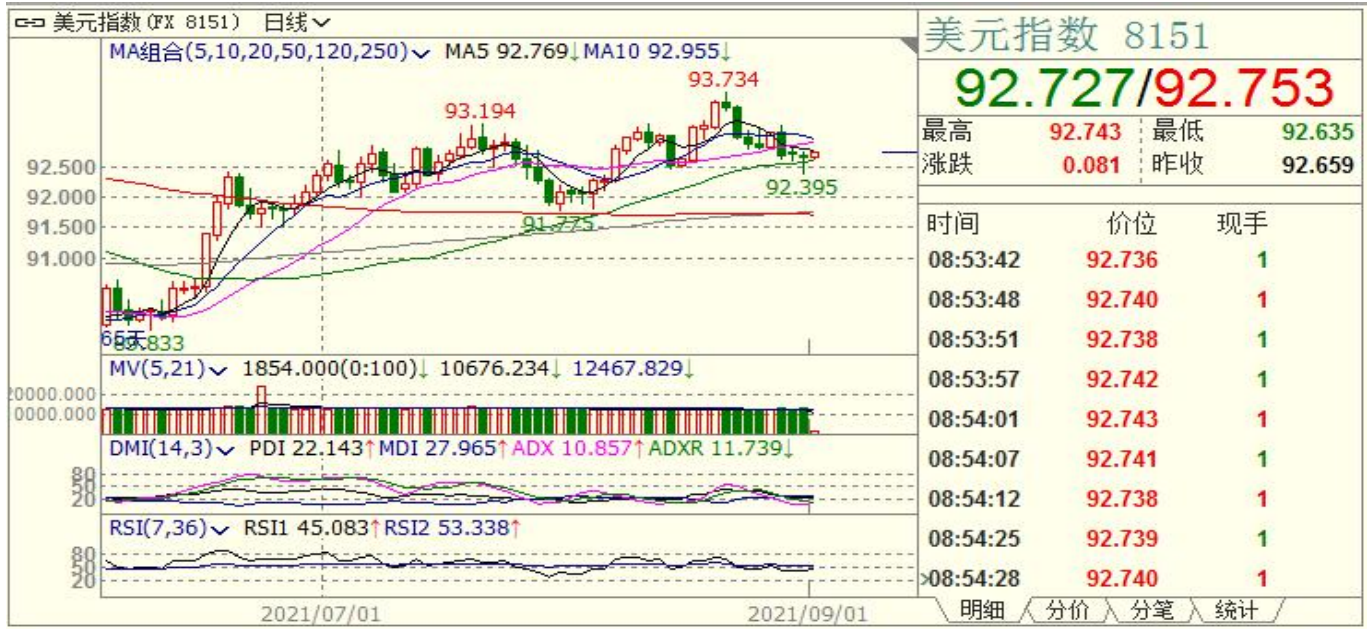 美元指数(FX 8151) 日线
MA组合(5,10,20,50,120,250) MA5 92.769↓ MA10 92.955↓
93.734
93.194
92.500
92.000
91.500
91.000
92.395
91.775
65天
89.833
MV(5,21) 1854.000(0:100)↓ 10676.234↓ 12467.829↓
20000.000
0000.000
DMI(14,3) PDI 22.143↑ MDI 27.965↑ ADX 10.857↑ ADXR 11.739↓
80
50
20
RSI(7,36) RSI1 45.083↑ RSI2 53.338↑
80
50
20
2021/07/01 2021/09/01
美元指数 8151
92.727/92.753
最高 92.743 最低 92.635
涨跌 0.081 昨收 92.659
时间 价位 现手
08:53:42 92.736 1
08:53:48 92.740 1
08:53:51 92.738 1
08:53:57 92.742 1
08:54:01 92.743 1
08:54:07 92.741 1
08:54:12 92.738 1
08:54:25 92.739 1
>08:54:28 92.740 1
明细 分价 分笔 统计